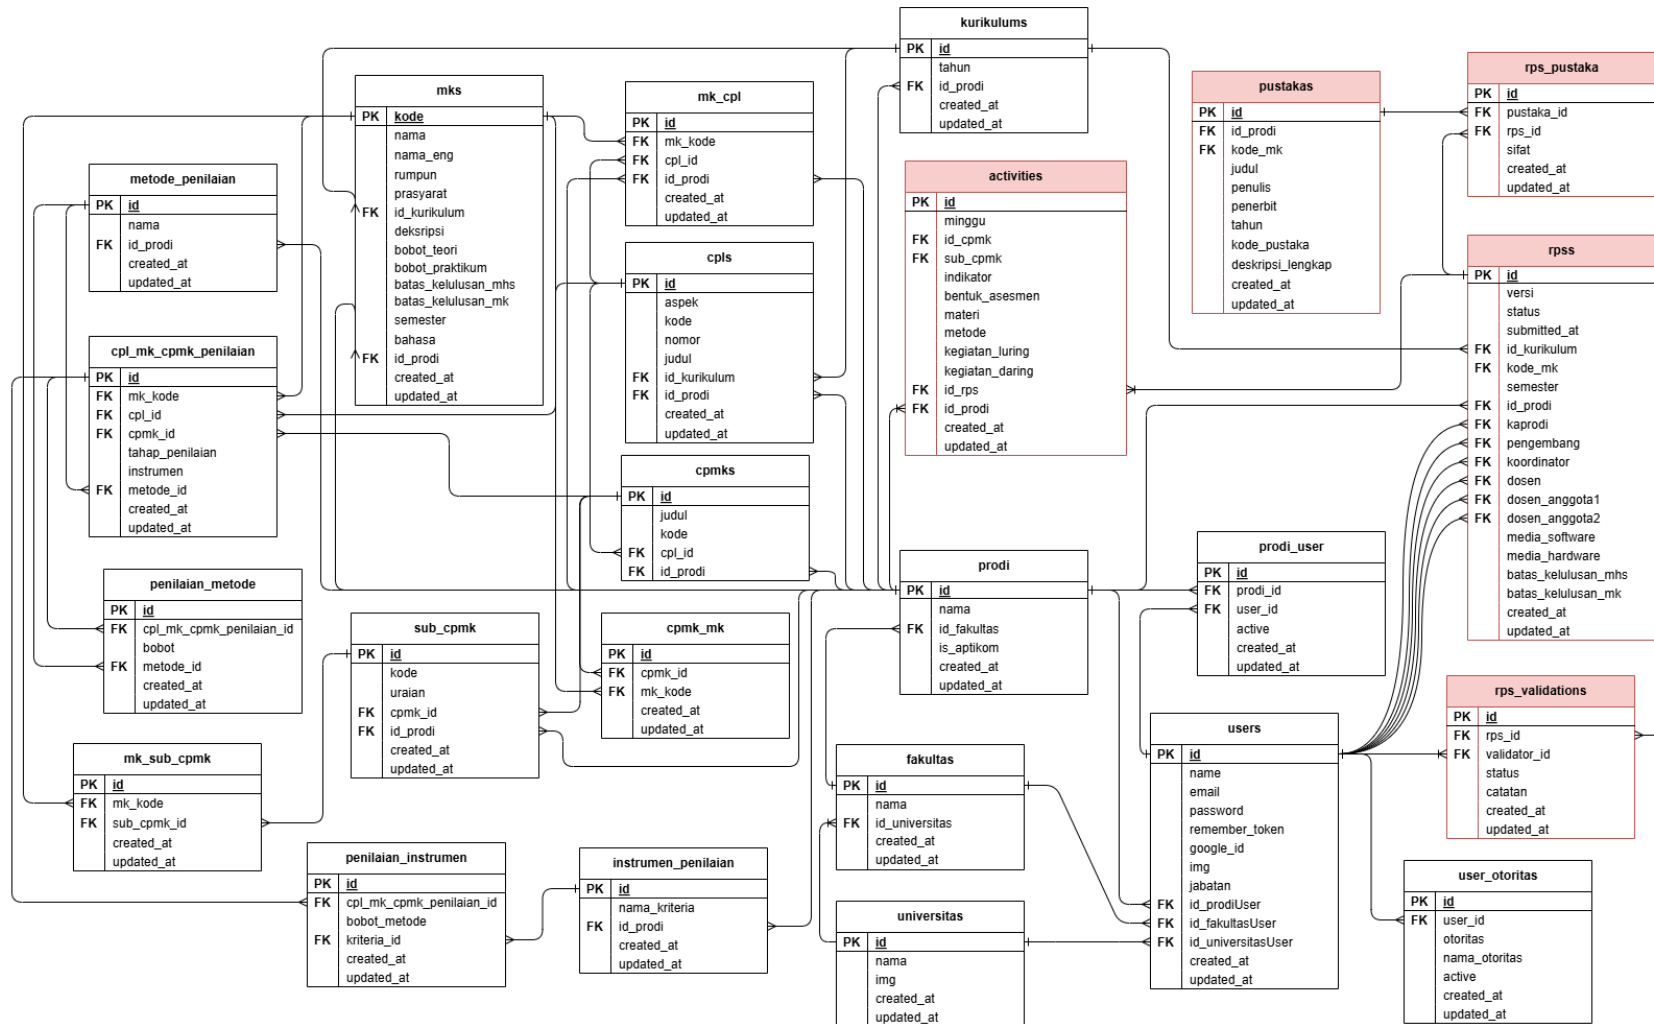 kurikulums
PK id
tahun
FK id_prodi
created_at
updated_at
mks
PK kode
nama
nama_eng
rumpun
prasyarat
FK id_kurikulum
deksripsi
bobot_teori
bobot_praktikum
batas_kelulusan_mhs
batas_kelulusan_mk
semester
bahasa
FK id_prodi
created_at
updated_at
mk_cpl
PK id
FK mk_kode
FK cpl_id
FK id_prodi
created_at
updated_at
pustakas
PK id
FK id_prodi
FK kode_mk
judul
penulis
penerbit
tahun
kode_pustaka
deskripsi_lengkap
created_at
updated_at
rps_pustaka
PK id
FK pustaka_id
FK rps_id
sifat
created_at
updated_at
metode_penilaian
PK id
nama
FK id_prodi
created_at
updated_at
activities
PK id
minggu
FK id_cpmk
FK sub_cpmk
indikator
bentuk_asesmen
materi
metode
kegiatan_luring
kegiatan_daring
FK id_rps
FK id_prodi
created_at
updated_at
cpls
PK id
aspek
kode
nomor
judul
FK id_kurikulum
FK id_prodi
created_at
updated_at
rpss
PK id
versi
status
submitted_at
FK id_kurikulum
FK kode_mk
semester
FK id_prodi
FK kaprodi
FK pengembang
FK koordinator
FK dosen
FK dosen_anggota1
FK dosen_anggota2
media_software
media_hardware
batas_kelulusan_mhs
batas_kelulusan_mk
created_at
updated_at
cpl_mk_cpmk_penilaian
PK id
FK mk_kode
FK cpl_id
FK cpmk_id
tahap_penilaian
instrumen
FK metode_id
created_at
updated_at
cpmks
PK id
judul
kode
FK cpl_id
FK id_prodi
prodi
PK id
nama
FK id_fakultas
is_aptikom
created_at
updated_at
prodi_user
PK id
FK prodi_id
FK user_id
active
created_at
updated_at
penilaian_metode
PK id
FK cpl_mk_cpmk_penilaian_id
bobot
FK metode_id
created_at
updated_at
sub_cpmk
PK id
kode
uraian
FK cpmk_id
FK id_prodi
created_at
updated_at
cpmk_mk
PK id
FK cpmk_id
FK mk_kode
created_at
updated_at
rps_validations
PK id
FK rps_id
FK validator_id
status
catatan
created_at
updated_at
mk_sub_cpmk
PK id
FK mk_kode
FK sub_cpmk_id
created_at
updated_at
fakultas
PK id
nama
FK id_universitas
created_at
updated_at
users
PK id
name
email
password
remember_token
google_id
img
jabatan
FK id_prodiUser
FK id_fakultasUser
FK id_universitasUser
created_at
updated_at
penilaian_instrumen
PK id
FK cpl_mk_cpmk_penilaian_id
bobot_metode
FK kriteria_id
created_at
updated_at
instrumen_penilaian
PK id
nama_kriteria
FK id_prodi
created_at
updated_at
universitas
PK id
nama
img
created_at
updated_at
user_otoritas
PK id
FK user_id
otoritas
nama_otoritas
active
created_at
updated_at